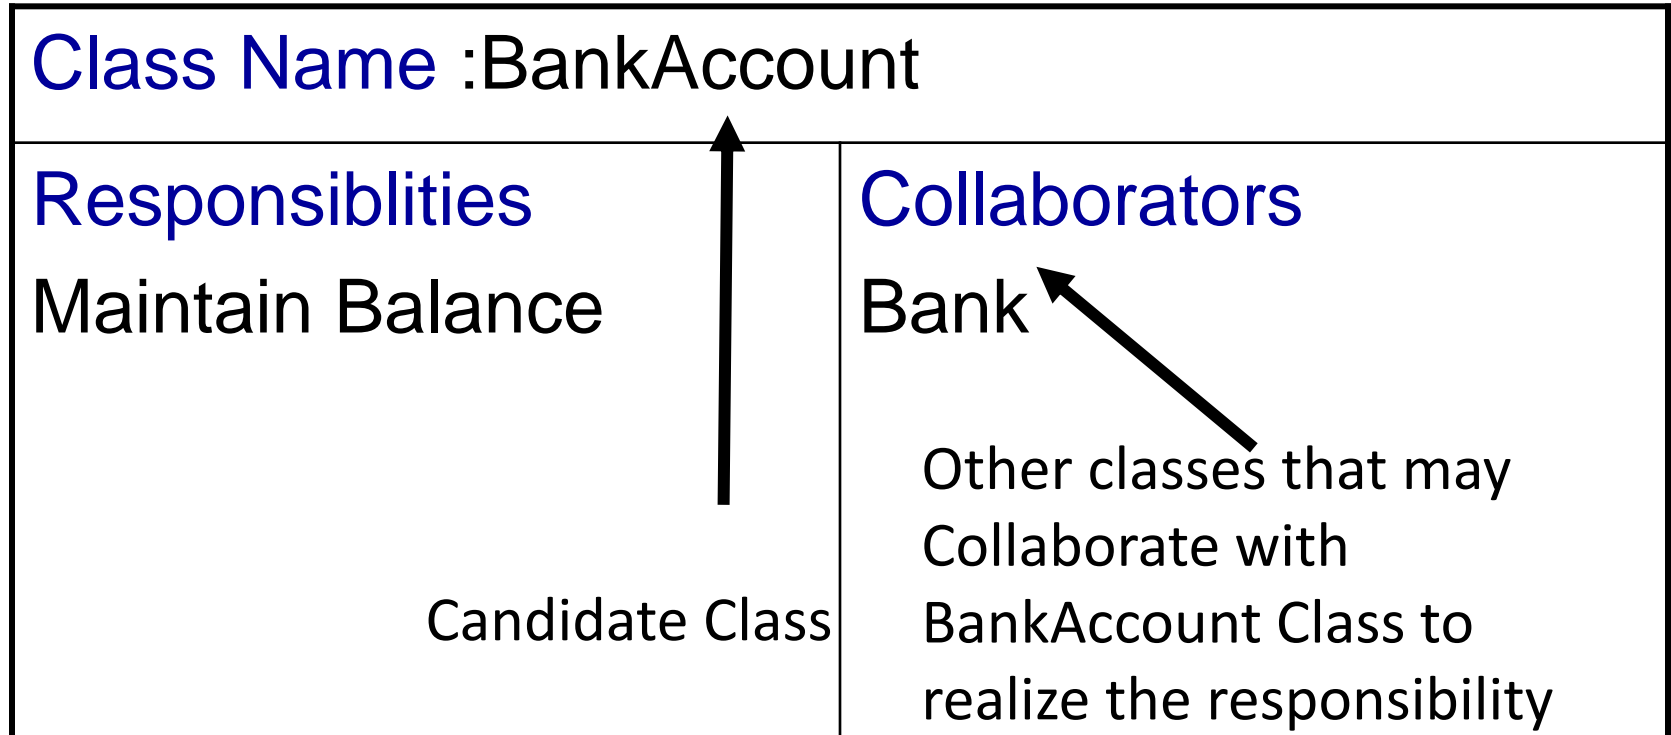 Class Name :BankAccount
Responsiblities
Maintain Balance
Candidate Class
Collaborators
Bank
Other classes that may
Collaborate with
BankAccount Class to
realize the responsibility